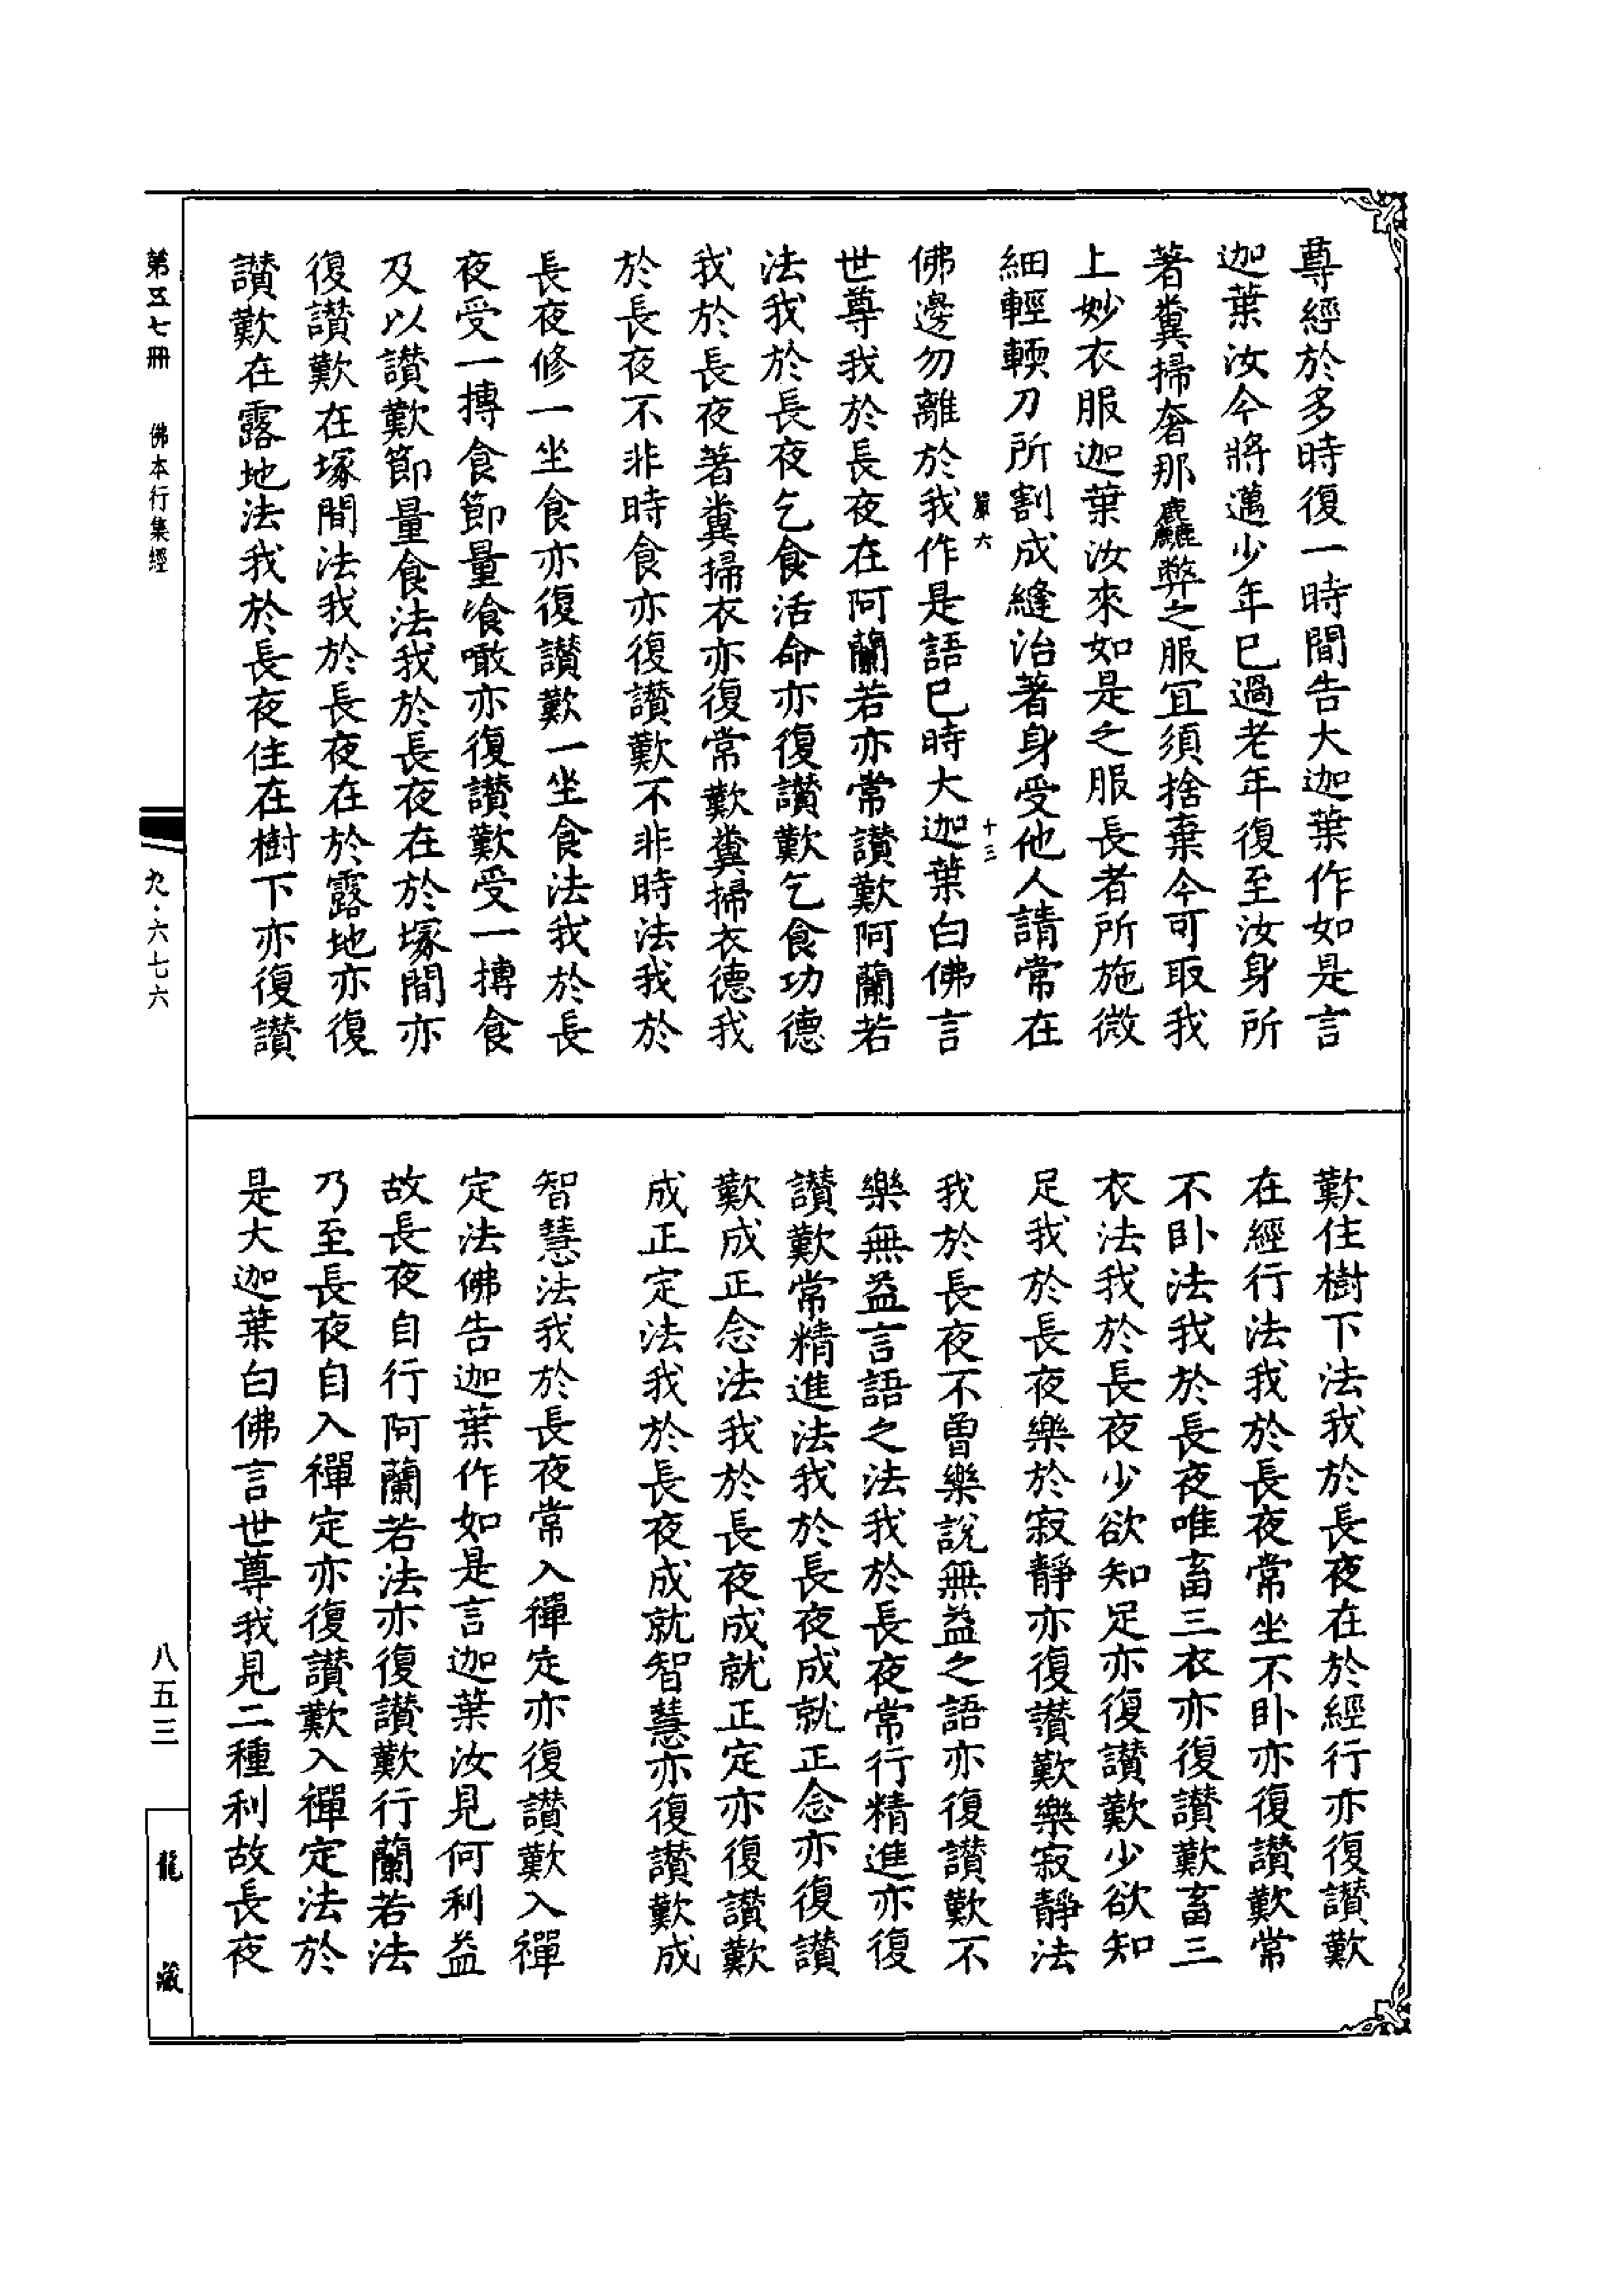 尊經於多時復一時間告大迦葉作如是言
迦葉汝今將邁少年已過老年復至汝身所
著糞掃奢那麤弊之服宜須捨棄今可取我
上妙衣服迦葉汝來如是之服長者所施微
細輕輭刀所割成縫治著身受他人請常在
十三
佛邊勿離於我作是語已時大迦葉白佛言
世尊我於長夜在阿蘭若亦常讃歎阿蘭若
法我於長夜乞食活命亦復讃歎乞食功德
我於長夜著糞掃衣亦復常歎糞掃衣德我
於長夜不非時食亦復讃歎不非時法我於
長夜修一坐食亦復讃歎一坐食法我於長
夜受一摶食節量飡噉亦復讃歎受一摶食
及以讃歎節量食法我於長夜在於塚間亦
復讃歎在塚間法我於長夜在於露地亦復
讃歎在露地法我於長夜住在樹下亦復讃
歎住樹下法我於長夜在於經行亦復讃歎
在經行法我於長夜常坐不卧亦復讃歎常
不卧法我於長夜唯畜三衣亦復讃歎畜三
衣法我於長夜少欲知足亦復讃歎少欲知
足我於長夜樂於寂靜亦復讃歎樂寂靜法
我於長夜不曾樂說無益之語亦復讃歎不
樂無益言語之法我於長夜常行精進亦復
讃歎常精進法我於長夜成就正念亦復讃
歎成正念法我於長夜成就正定亦復讃歎
成正定法我於長夜成就智慧亦復讃歎成
智慧法我於長夜常入禪定亦復讃歎入禪
定法佛告迦葉作如是言迦葉汝見何利益
故長夜自行阿蘭若法亦復讃歎行蘭若法
乃至長夜自入禪定亦復讃歎入禪定法於
是大迦葉白佛言世尊我見二種利故長夜
第五七冊 佛本行集經
九·六七六
八五三
龍藏